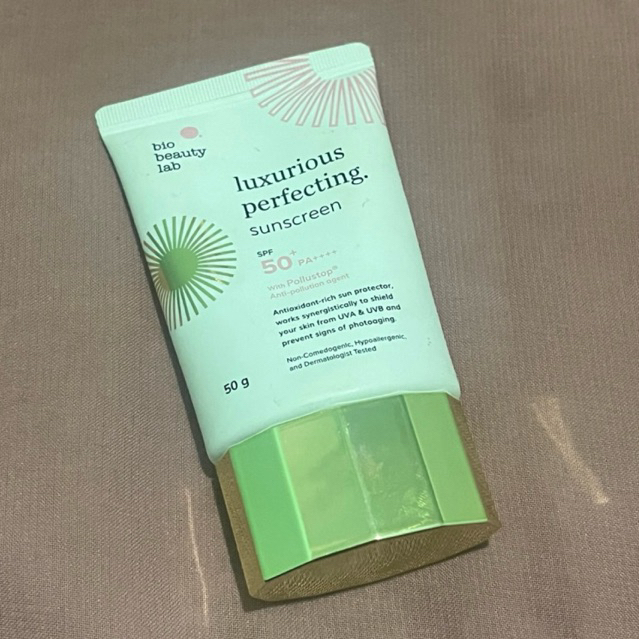 bio
beauty
lab
luxurious
perfecting.
sunscreen
SPF
50+ PA++++
With Pollustop®
Anti-pollution agent
Antioxidant-rich sun protector,
works synergistically to shield
your skin from UVA & UVB and
prevent signs of photoaging.
Non-Comedogenic, Hypoallergenic,
and Dermatologist Tested
50 g